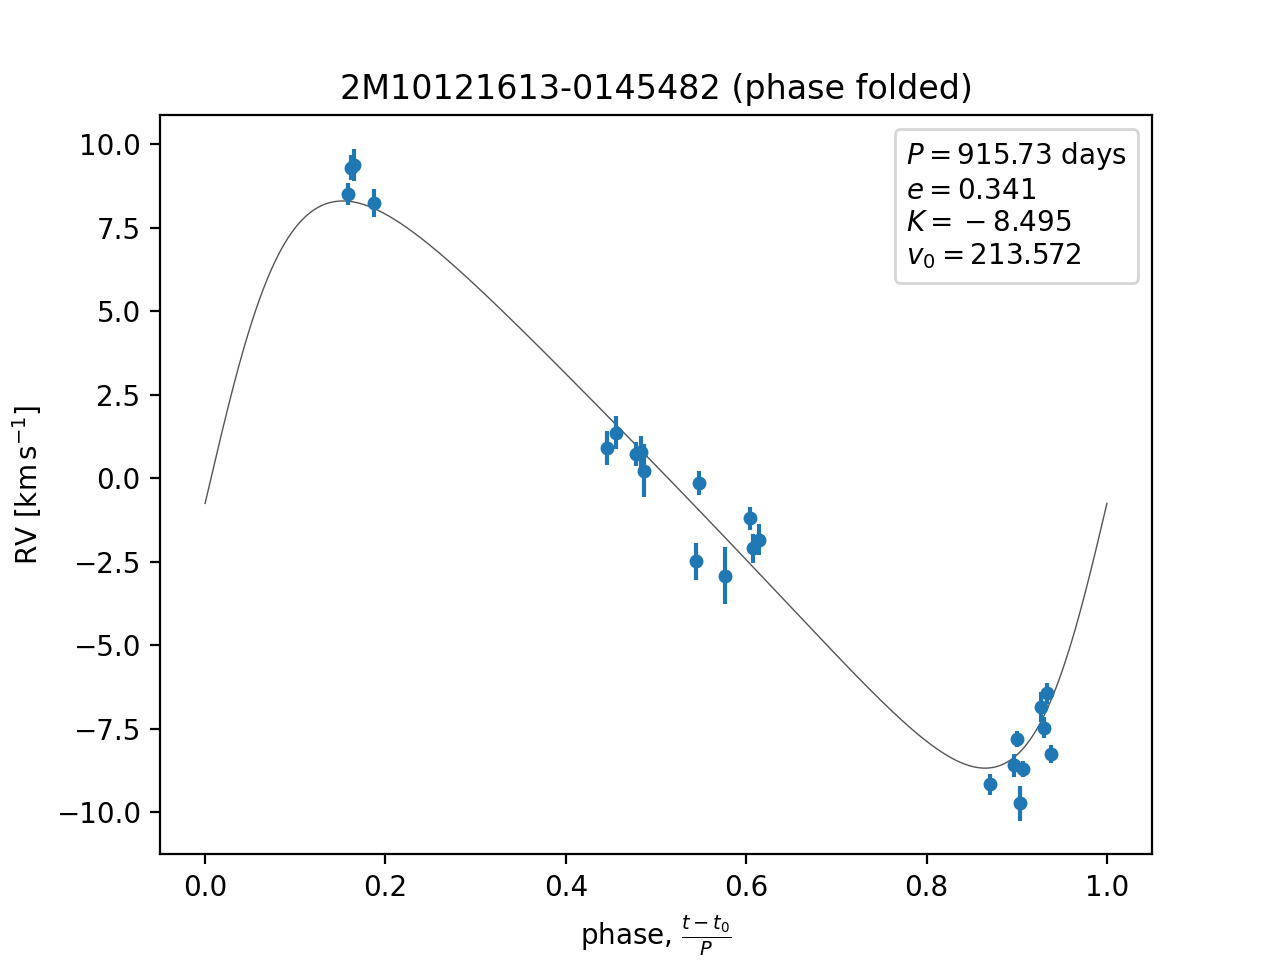 2M10121613-0145482 (phase folded)
P = 915.73 days
e = 0.341
K = −8.495
v₀ = 213.572
RV [km s⁻¹]
10.0
7.5
5.0
2.5
0.0
−2.5
−5.0
−7.5
−10.0
0.0 0.2 0.4 0.6 0.8 1.0
phase, (t − t₀)/P